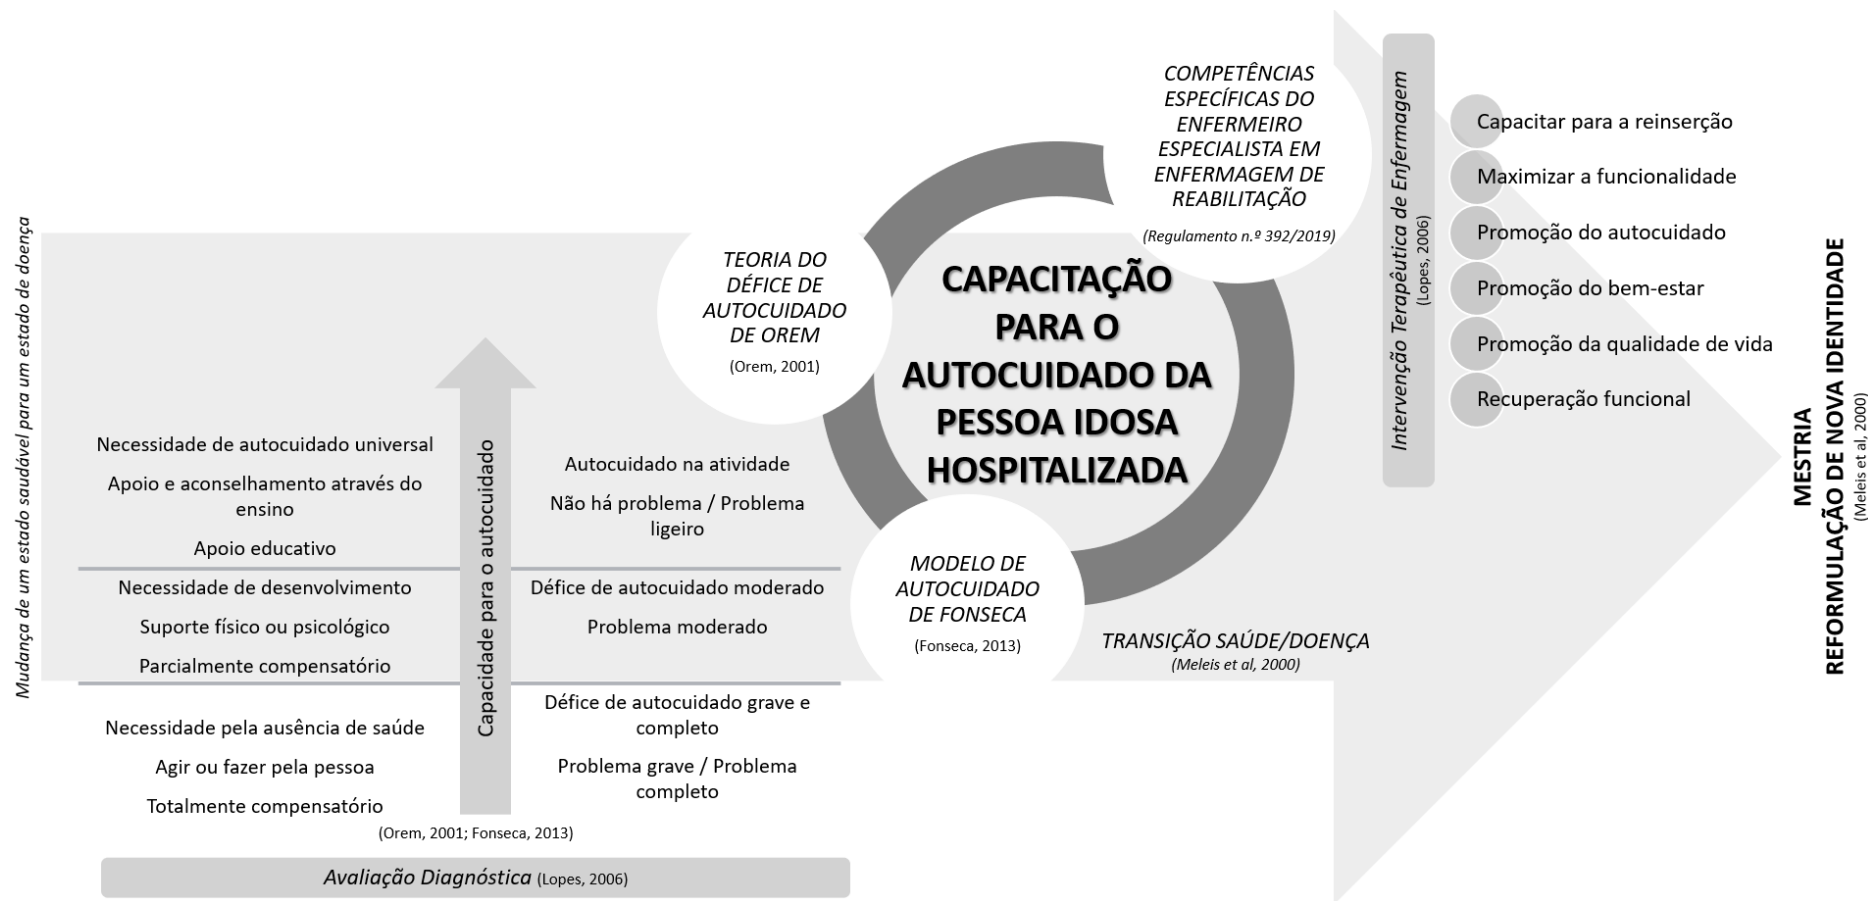 Mudança de um estado saudável para um estado de doença
Necessidade de autocuidado universal
Apoio e aconselhamento através do
ensino
Apoio educativo
Necessidade de desenvolvimento
Suporte físico ou psicológico
Parcialmente compensatório
Necessidade pela ausência de saúde
Agir ou fazer pela pessoa
Totalmente compensatório
Capacidade para o autocuidado
Autocuidado na atividade
Não há problema / Problema
ligeiro
Défice de autocuidado moderado
Problema moderado
Défice de autocuidado grave e
completo
Problema grave / Problema
completo
(Orem, 2001; Fonseca, 2013)
Avaliação Diagnóstica (Lopes, 2006)
TEORIA DO
DÉFICE DE
AUTOCUIDADO
DE OREM
(Orem, 2001)
COMPETÊNCIAS
ESPECÍFICAS DO
ENFERMEIRO
ESPECIALISTA EM
ENFERMAGEM DE
REABILITAÇÃO
(Regulamento n.º 392/2019)
CAPACITAÇÃO
PARA O
AUTOCUIDADO DA
PESSOA IDOSA
HOSPITALIZADA
MODELO DE
AUTOCUIDADO
DE FONSECA
(Fonseca, 2013)
TRANSIÇÃO SAÚDE/DOENÇA
(Meleis et al, 2000)
Intervenção Terapêutica de Enfermagem
(Lopes, 2006)
Capacitar para a reinserção
Maximizar a funcionalidade
Promoção do autocuidado
Promoção do bem-estar
Promoção da qualidade de vida
Recuperação funcional
MESTRIA
REFORMULAÇÃO DE NOVA IDENTIDADE
(Meleis et al, 2000)